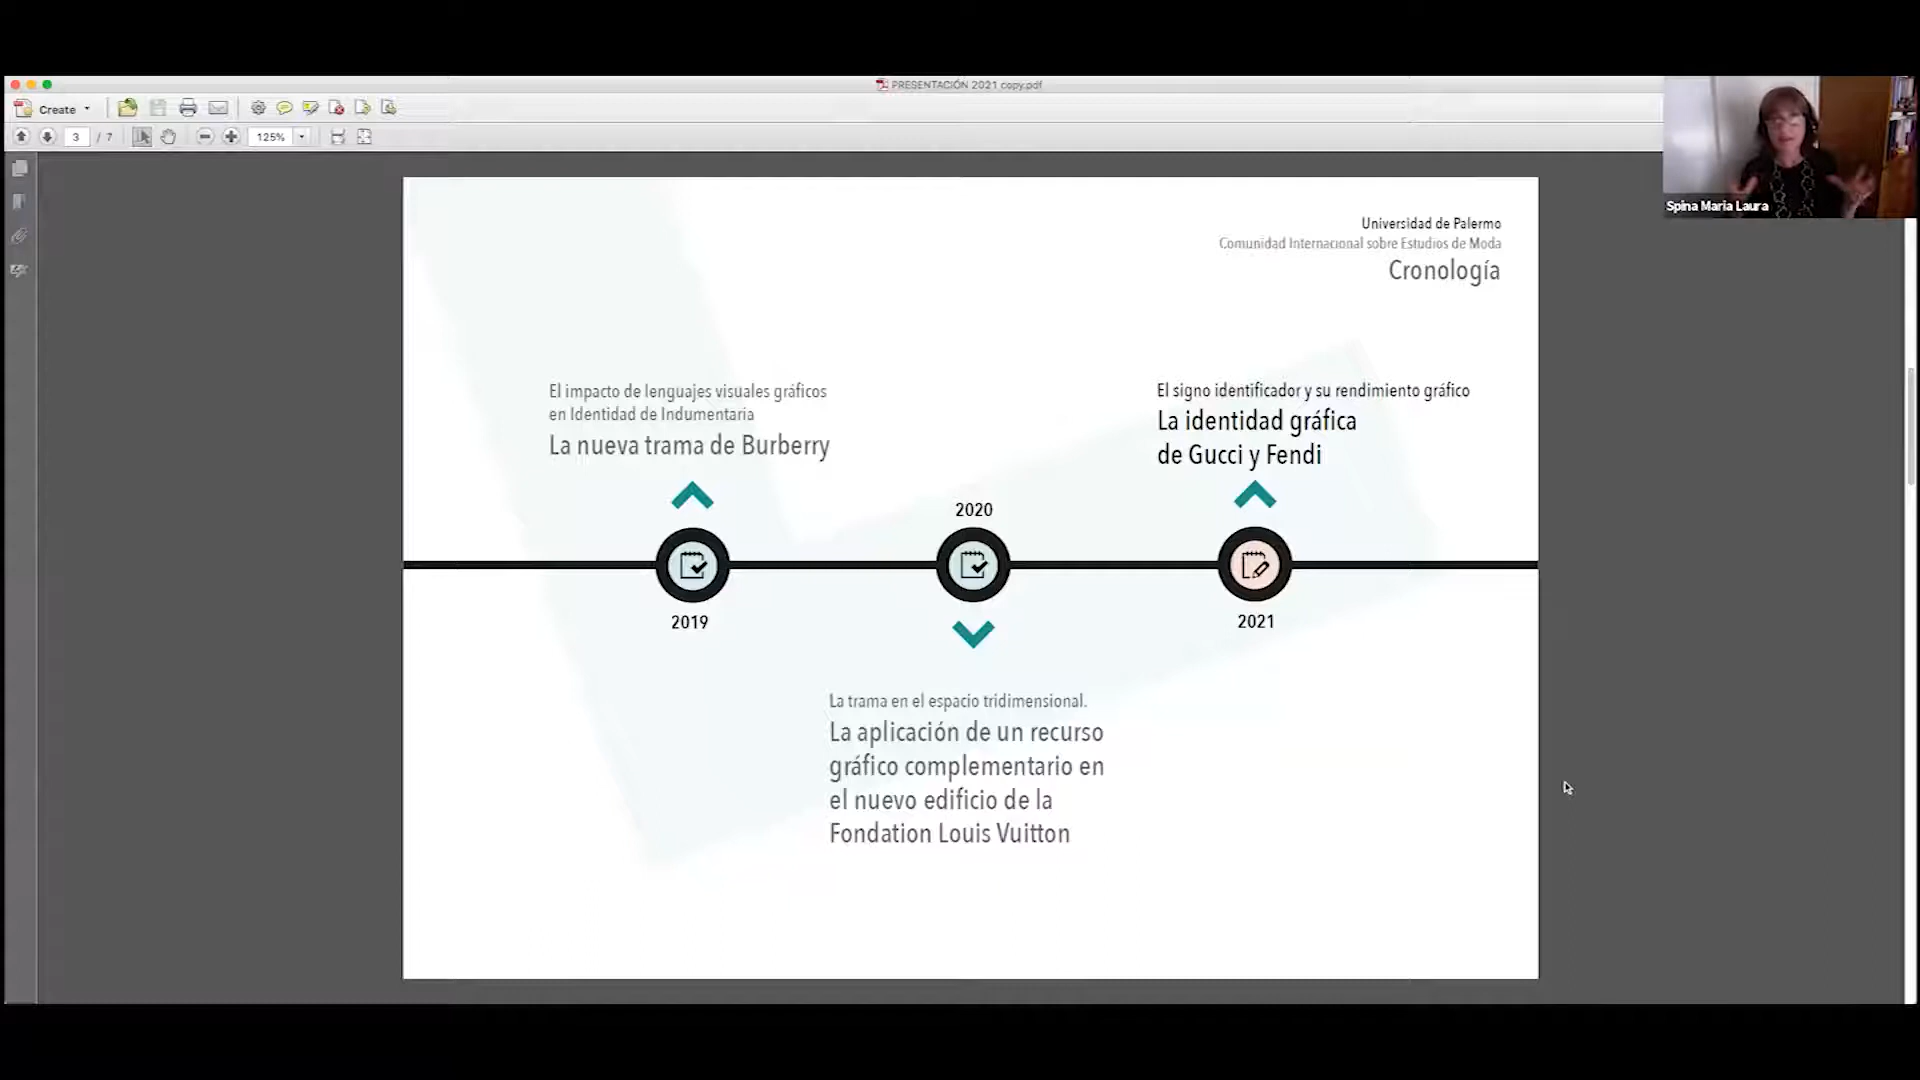 PRESENTACIÓN 2021 copy.pdf
Create
3 / 7
125%
Spina Maria Laura
Universidad de Palermo
Comunidad Internacional sobre Estudios de Moda
Cronología
El impacto de lenguajes visuales gráficos
en Identidad de Indumentaria
La nueva trama de Burberry
El signo identificador y su rendimiento gráfico
La identidad gráfica
de Gucci y Fendi
2020
2019
2021
La trama en el espacio tridimensional.
La aplicación de un recurso
gráfico complementario en
el nuevo edificio de la
Fondation Louis Vuitton